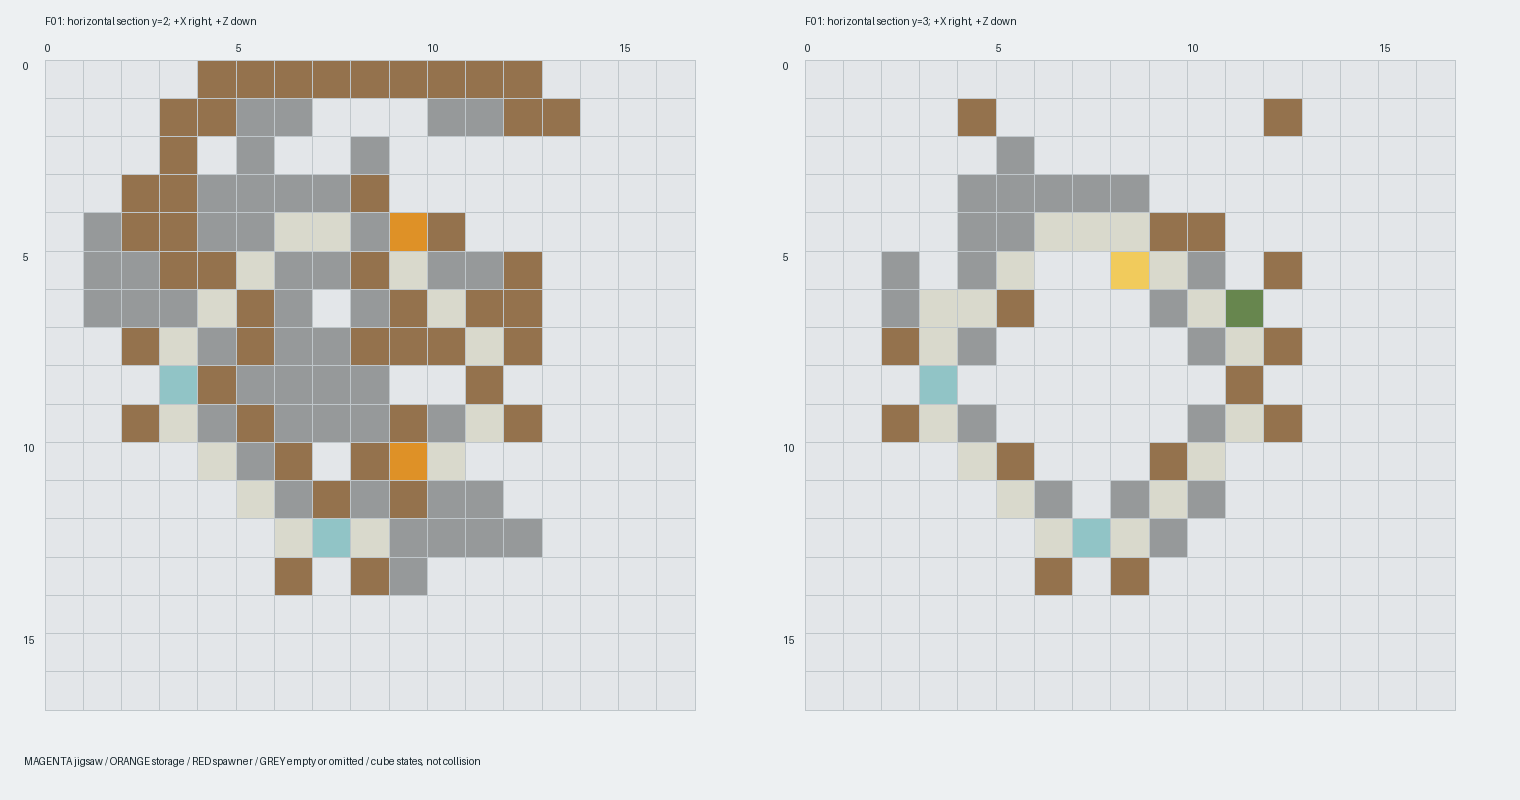 F01: horizontal section y=2; +X right, +Z down
F01: horizontal section y=3; +X right, +Z down
0 5 10 15
0 5 10 15
0
5
10
15
0
5
10
15
MAGENTA jigsaw / ORANGE storage / RED spawner / GREY empty or omitted / cube states, not collision